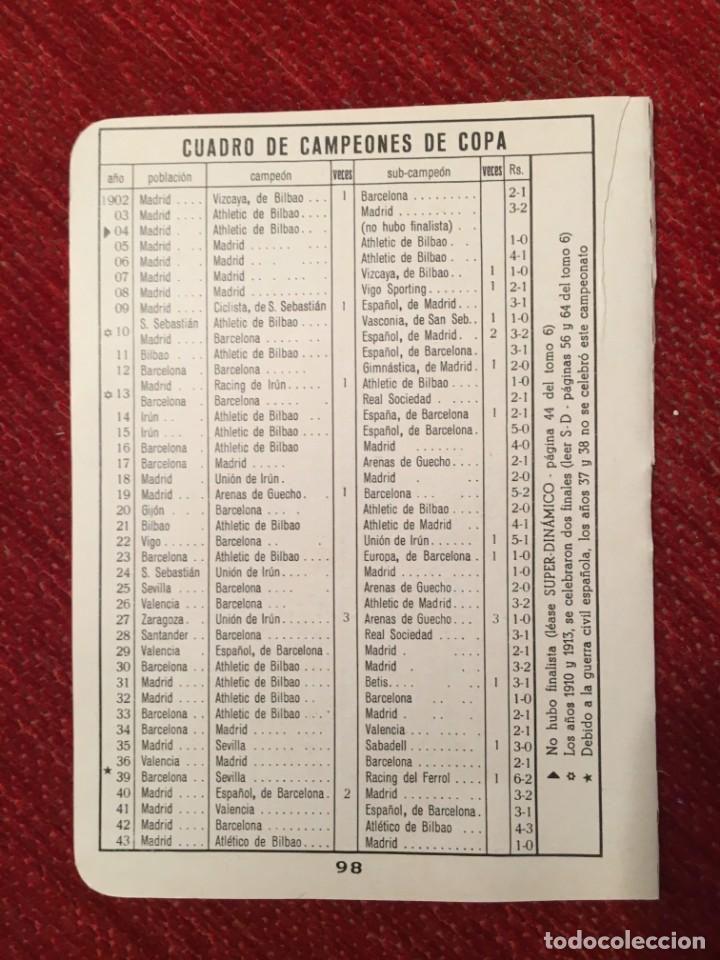 CUADRO DE CAMPEONES DE COPA
año población campeón veces sub-campeón veces Rs.
1902 Madrid .... Vizcaya, de Bilbao ... 1 Barcelona ......... 2-1
03 Madrid .... Athletic de Bilbao.... Madrid ............ 3-2
04 Madrid .... Athletic de Bilbao.... (no hubo finalista) . .
05 Madrid .... Madrid ...... Athletic de Bilbao. . 1-0
06 Madrid .... Madrid...... Athletic de Bilbao. . . 4-1
07 Madrid .... Madrid...... Vizcaya, de Bilbao. . 1 1-0
08 Madrid .... Madrid...... Vigo Sporting.... 1 2-1
09 Madrid .... Ciclista, de S. Sebastián 1 Español, de Madrid... 3-1
10 S. Sebastián Athletic de Bilbao.... Vasconia, de San Seb.. 1 1-0
Madrid.... Barcelona .... Español, de Madrid.. 2 3-2
11 Bilbao . . Athletic de Bilbao.... Español, de Barcelona. 3-1
12 Barcelona Barcelona .... Gimnástica, de Madrid. 1 2-0
13 Madrid... Racing de Irún.... 1 Athletic de Bilbao.... 1-0
Barcelona . Barcelona. ... Real Sociedad . .... 2-1
14 Irún .. Athletic de Bilbao .. España, de Barcelona 1 2-1
15 Irún ... Athletic de Bilbao... Español, de Barcelona. 5-0
16 Barcelona Athletic de Bilbao Madrid ...... 4-0
17 Barcelona Madrid..... Arenas de Guecho.... 2-1
18 Madrid Unión de Irún. Madrid . .. 2-0
19 Madrid Arenas de Guecho. . 1 Barcelona ... 5-2
20 Gijón.... Barcelona ... . Athletic de Bilbao... 2-0
21 Bilbao Athletic de Bilbao Athletic de Madrid .. 4-1
22 Vigo...... Barcelona .. . Unión de Irún...... 1 5-1
23 Barcelona .. Athletic de Bilbao.... Europa, de Barcelona . 1 1-0
24 S. Sebastián Unión de Irún.... . Madrid ..... 1-0
25 Sevilla... Barcelona .... Arenas de Guecho... 2-0
26 Valencia ... Barcelona ... Athletic de Madrid... 3-2
27 Zaragoza. Unión de Irún.... 3 Arenas de Guecho... 3 1-0
28 Santander .. Barcelona .... Real Sociedad .... 3-1
29 Valencia . Español, de Barcelona. Madrid ...... 2-1
30 Barcelona .. Athletic de Bilbao ... Madrid . ... 3-2
31 Madrid ... Athletic de Bilbao ... Betis. . . . 1 3-1
32 Madrid .... Athletic de Bilbao ... Barcelona .. 1-0
33 Barcelona .. Athletic de Bilbao ... Madrid . . .. 2-1
34 Barcelona .. Madrid ...... Valencia ..... 2-1
35 Madrid .... Sevilla ..... Sabadell ....... 1 3-0
36 Valencia ... Madrid....... Barcelona ....... 2-1
39 Barcelona .. Sevilla ..... Racing del Ferrol .... 1 6-2
40 Madrid .... Español, de Barcelona. 2 Madrid........... 3-2
41 Madrid .... Valencia ......... Español, de Barcelona. 3-1
42 Madrid .... Barcelona......... Atlético de Bilbao ... 4-3
43 Madrid .... Atlético de Bilbao ... Madrid........... 1-0
No hubo finalista (léase SUPER-DINÁMICO - página 44 del tomo 6)
Los años 1910 y 1913, se celebraron dos finales (leer S-D - páginas 56 y 64 del tomo 6)
Debido a la guerra civil española, los años 37 y 38 no se celebró este campeonato
98
todocoleccion
todocoleccion.net